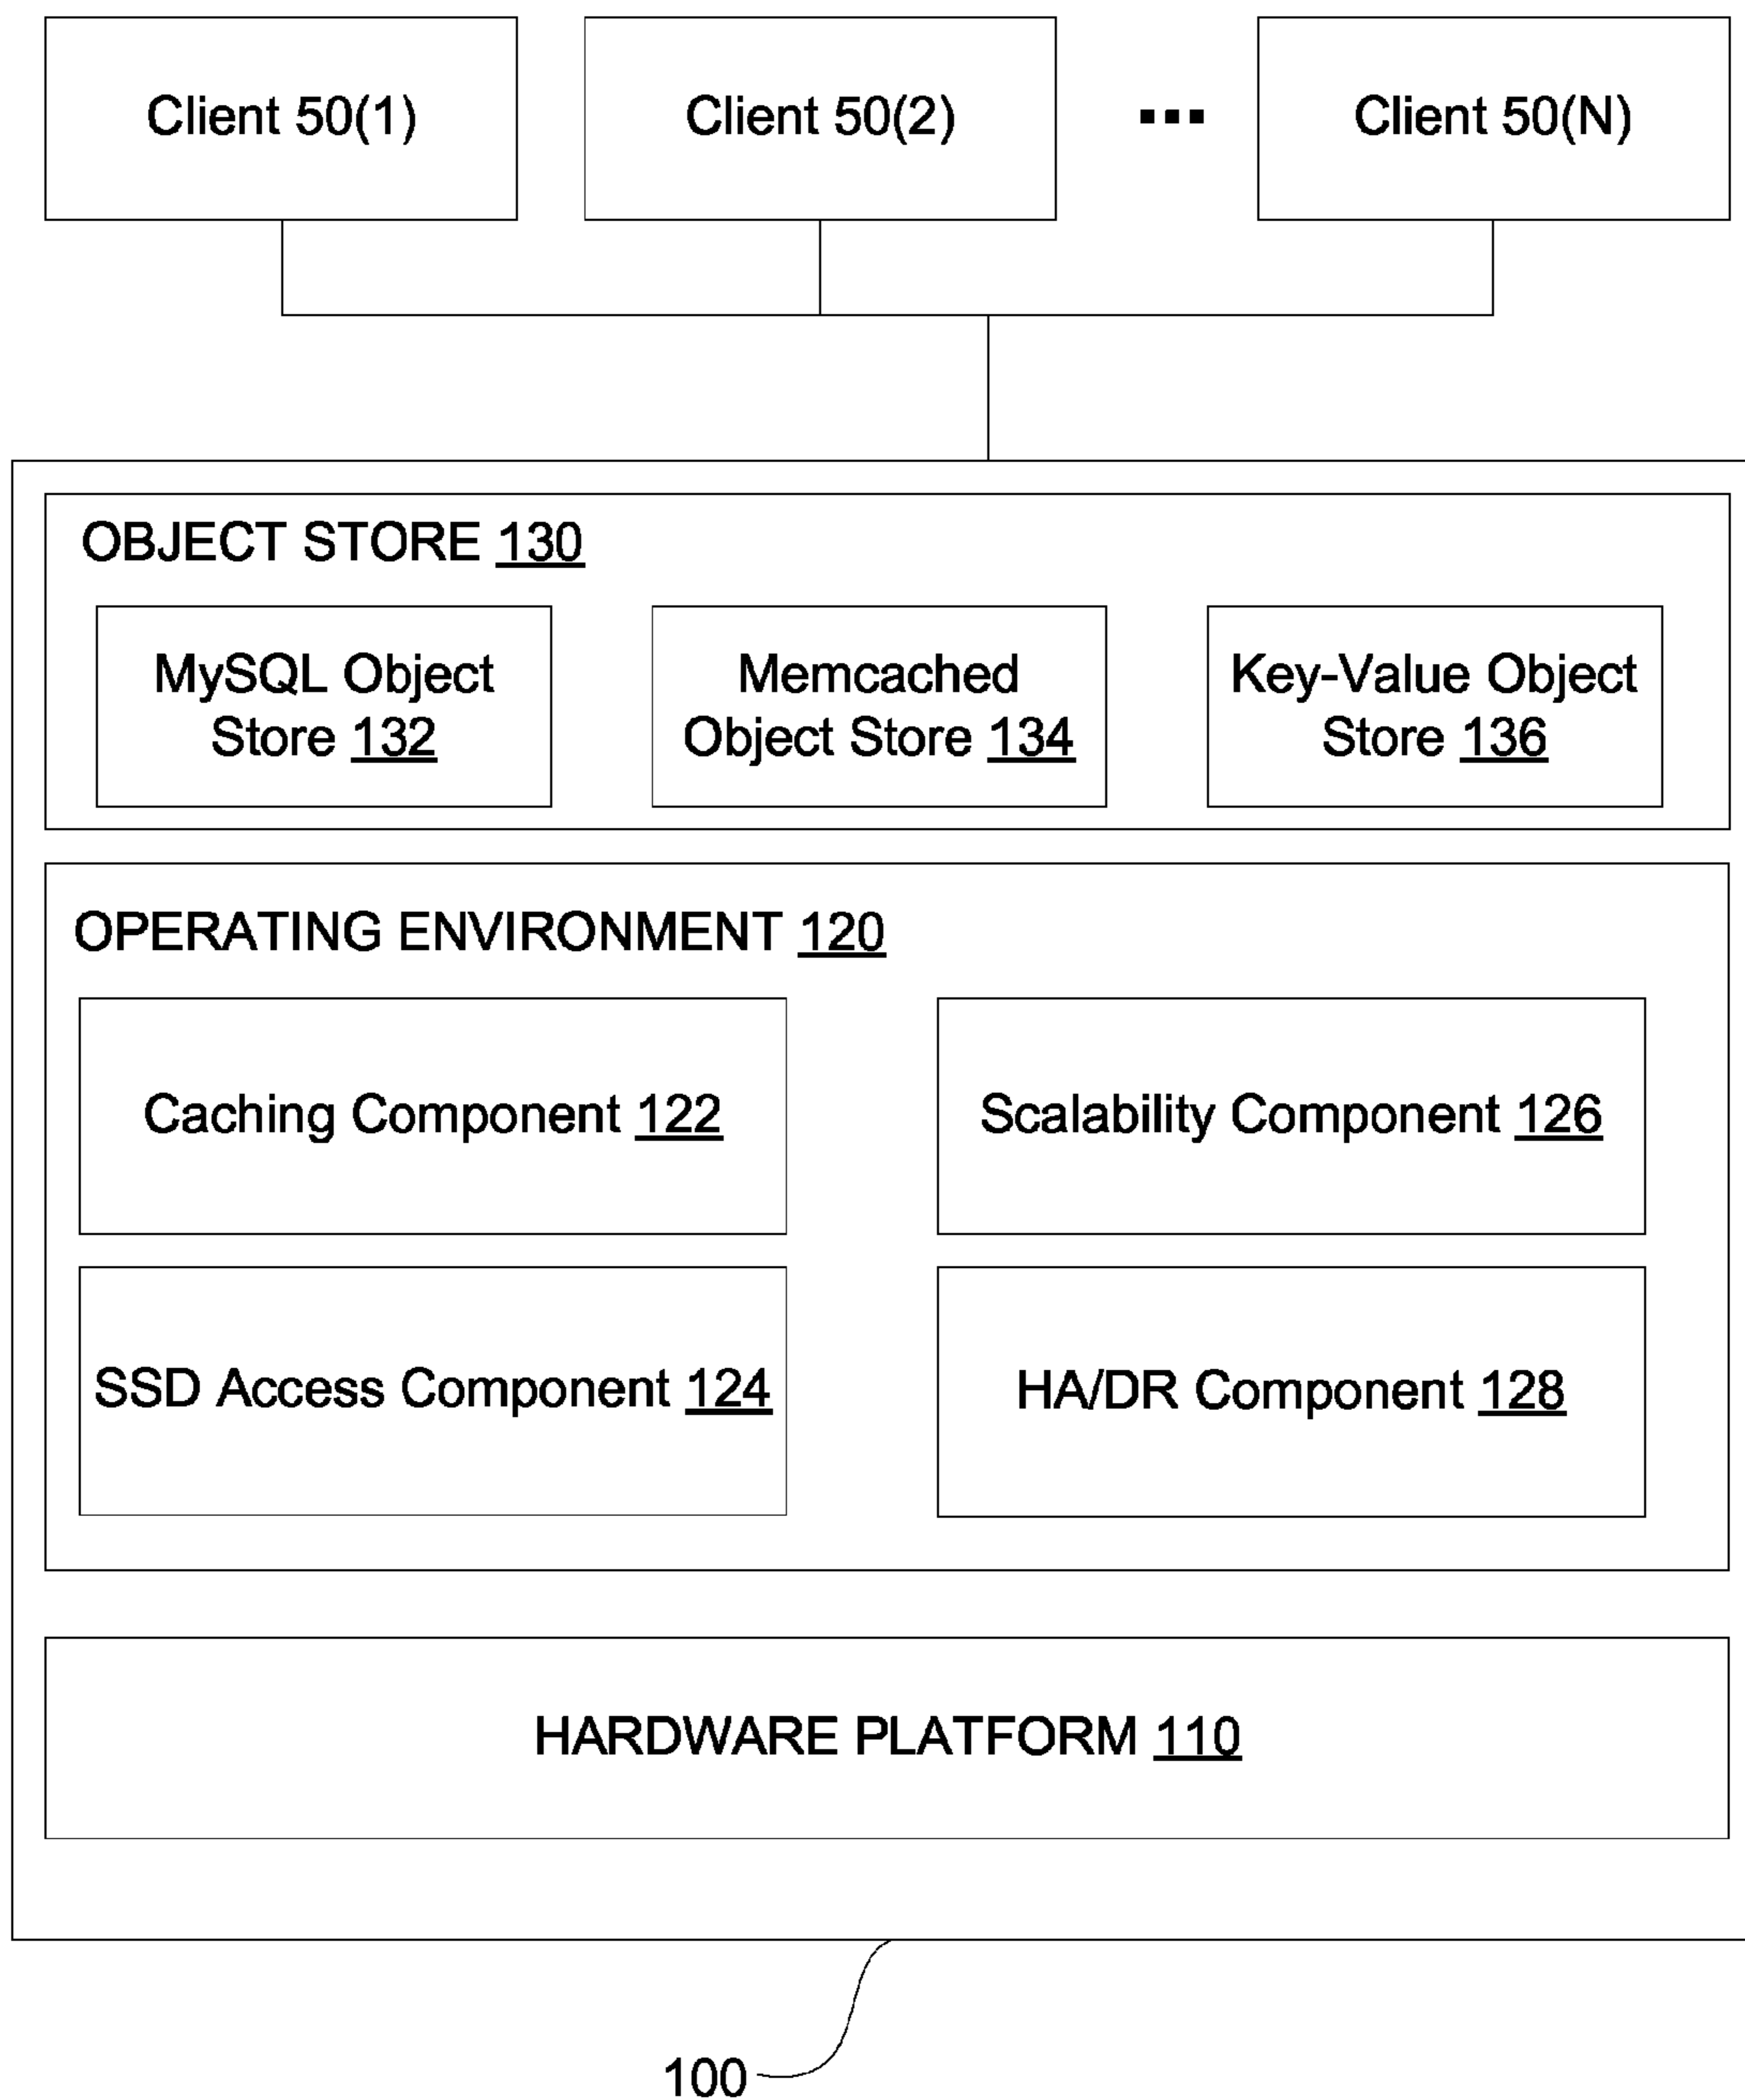 Client 50(1)
Client 50(2)
...
Client 50(N)
OBJECT STORE 130
MySQL Object
Store 132
Memcached
Object Store 134
Key-Value Object
Store 136
OPERATING ENVIRONMENT 120
Caching Component 122
Scalability Component 126
SSD Access Component 124
HA/DR Component 128
HARDWARE PLATFORM 110
100